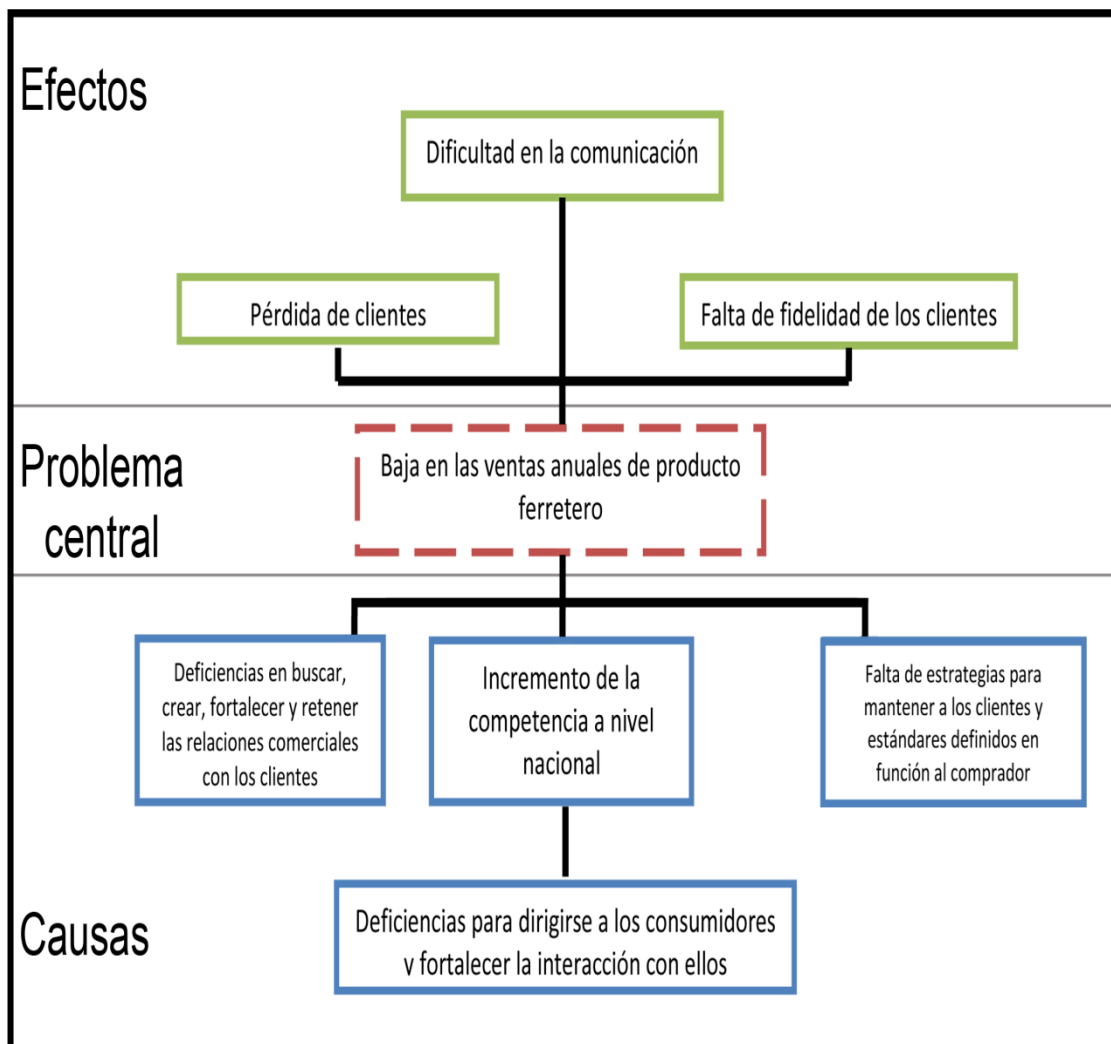 Efectos
Dificultad en la comunicación
Pérdida de clientes
Falta de fidelidad de los clientes
Problema
central
Baja en las ventas anuales de producto
ferretero
Deficiencias en buscar,
crear, fortalecer y retener
las relaciones comerciales
con los clientes
Incremento de la
competencia a nivel
nacional
Falta de estrategias para
mantener a los clientes y
estándares definidos en
función al comprador
Causas
Deficiencias para dirigirse a los consumidores
y fortalecer la interacción con ellos